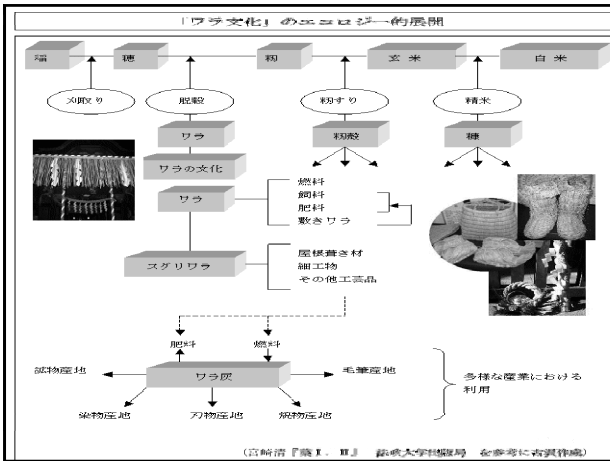 「ワラ文化」のエコロジー的展開
稲 穂 籾 玄米 白米
刈取り 脱穀 籾すり 精米
ワラ 籾殻 糠
ワラの文化
ワラ
燃料
飼料
肥料
敷きワラ
スグリワラ
屋根葺き材
細工物
その他工芸品
肥料 燃料
鉱物産地 ワラ灰 毛筆産地
染物産地 刃物産地 焼物産地
多様な産業における
利用
(宮崎清『藁Ⅰ、Ⅱ』 法政大学出版局 を参考に古賀作成)